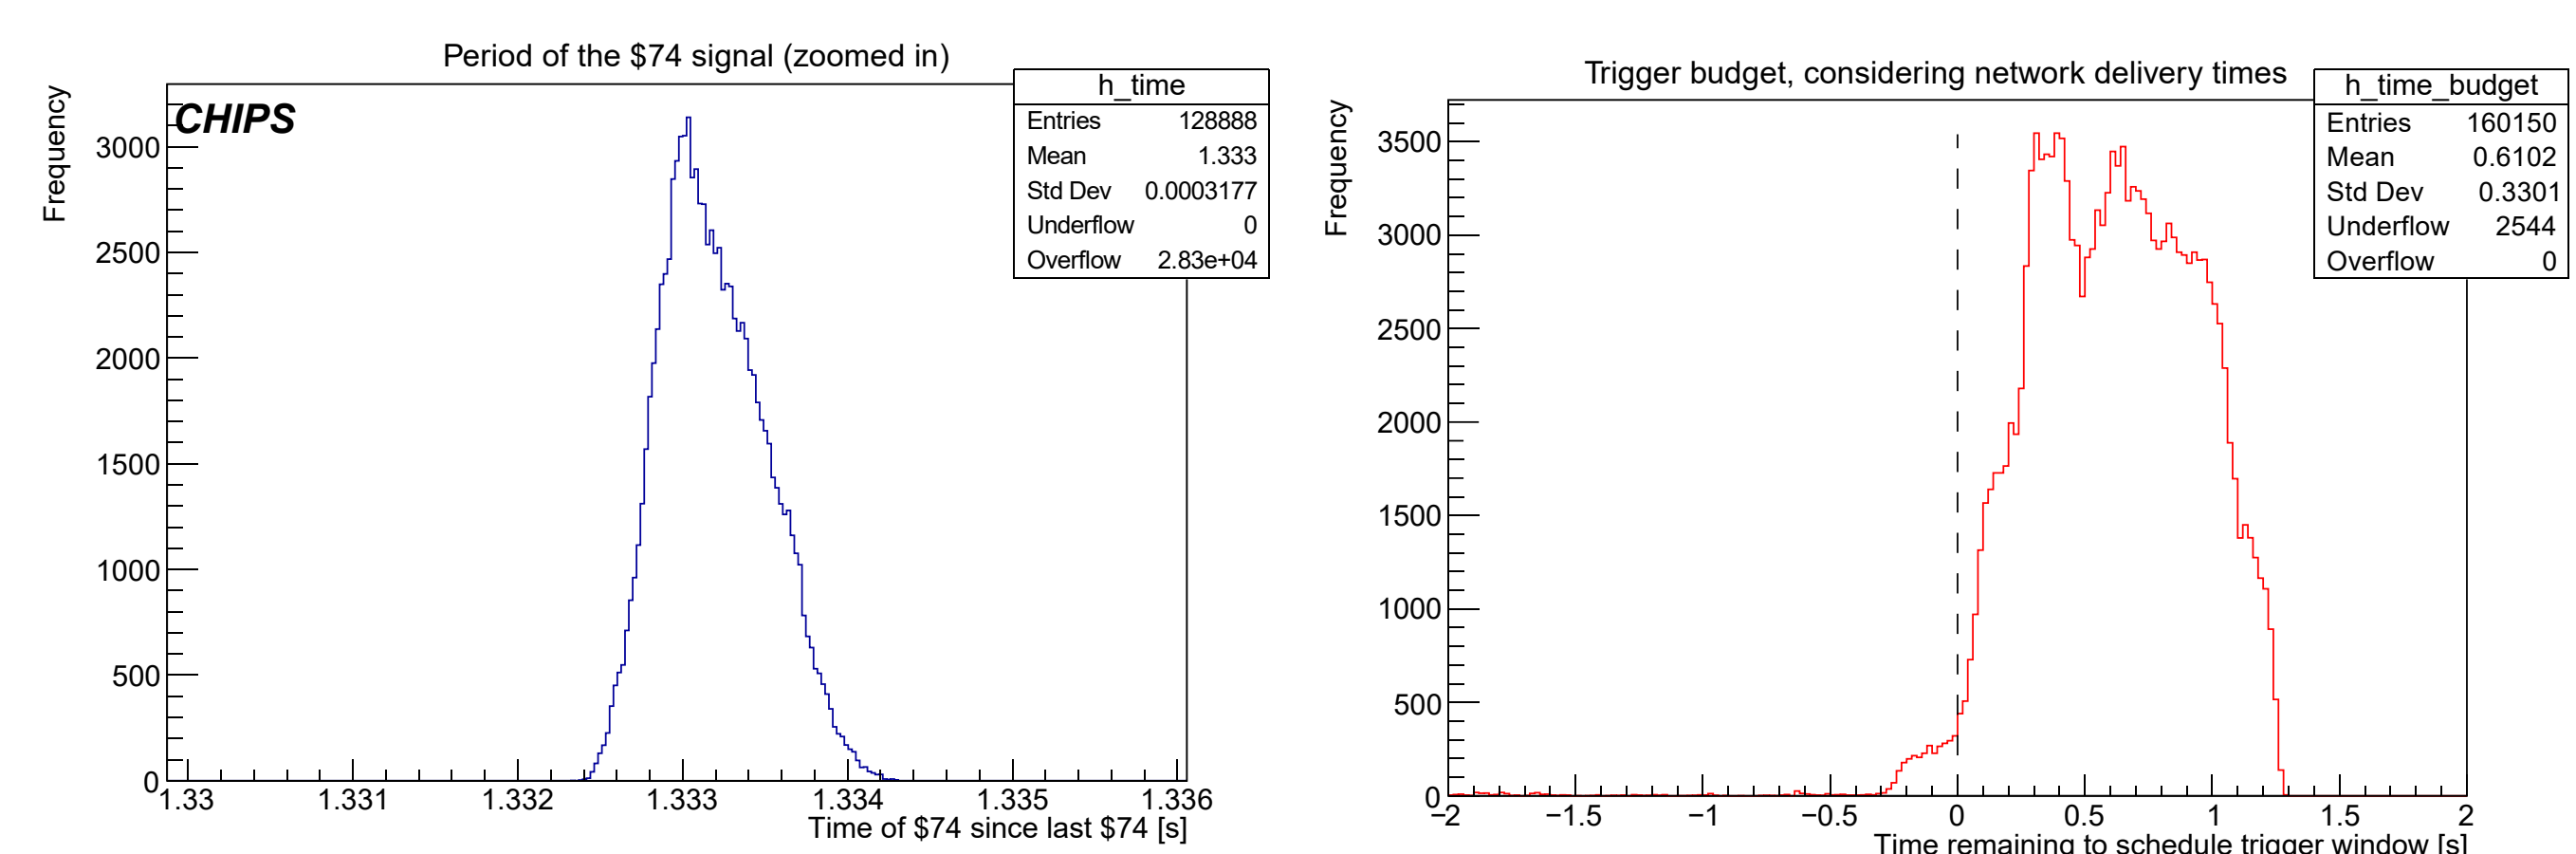 Period of the $74 signal (zoomed in)
CHIPS
Frequency
h_time
Entries 128888
Mean 1.333
Std Dev 0.0003177
Underflow 0
Overflow 2.83e+04
3000
2500
2000
1500
1000
500
0
1.33 1.331 1.332 1.333 1.334 1.335 1.336
Time of $74 since last $74 [s]
Trigger budget, considering network delivery times
Frequency
h_time_budget
Entries 160150
Mean 0.6102
Std Dev 0.3301
Underflow 2544
Overflow 0
3500
3000
2500
2000
1500
1000
500
0
−2 −1.5 −1 −0.5 0 0.5 1 1.5 2
Time remaining to schedule trigger window [s]